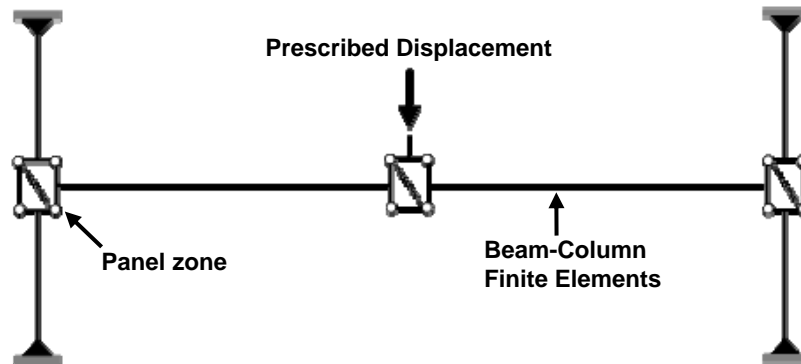 Prescribed Displacement
Panel zone
Beam-Column
Finite Elements